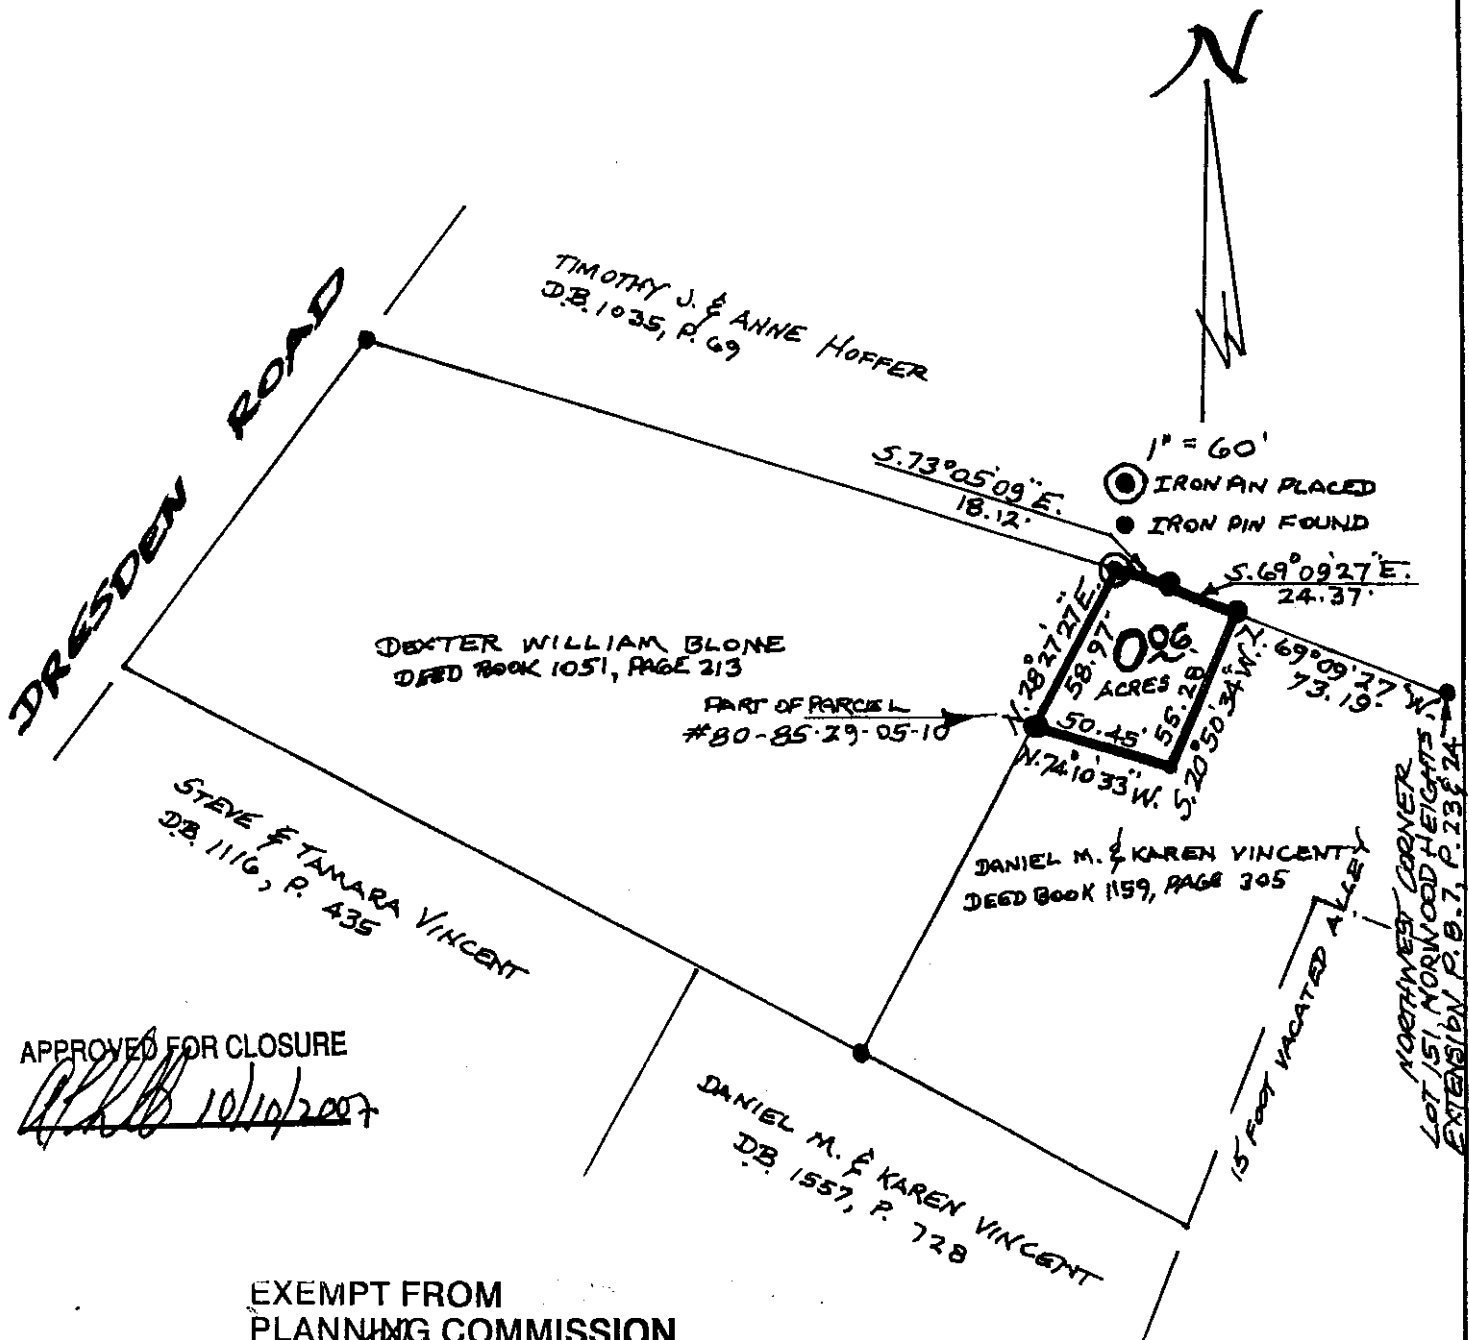 N
1" = 60'
IRON PIN PLACED
IRON PIN FOUND
TIMOTHY J. & ANNE HOFFER
D.B. 1035, P. 69
DRESDEN ROAD
S.73°05'09"E.
18.12'
S.69°09'27"E.
24.37'
N.28°27'27"E.
58.97'
0.06
ACRES
55.28
S.20°50'34"W.
50.45'
N.74°10'33"W.
N. 69°09'27"W.
73.19'
DEXTER WILLIAM BLONE
DEED BOOK 1051, PAGE 213
PART OF PARCEL
#80-85-29-05-10
STEVE & TAMARA VINCENT
D.B. 1116, P. 435
DANIEL M. & KAREN VINCENT
DEED BOOK 1159, PAGE 305
NORTHWEST CORNER
LOT 151, NORWOOD HEIGHTS
EXTENSION P.B.7, P.23 & 24
15 FOOT VACATED ALLEY
DANIEL M. & KAREN VINCENT
D.B. 1557, P. 728
APPROVED FOR CLOSURE
10/10/2007
EXEMPT FROM
PLANNING COMMISSION